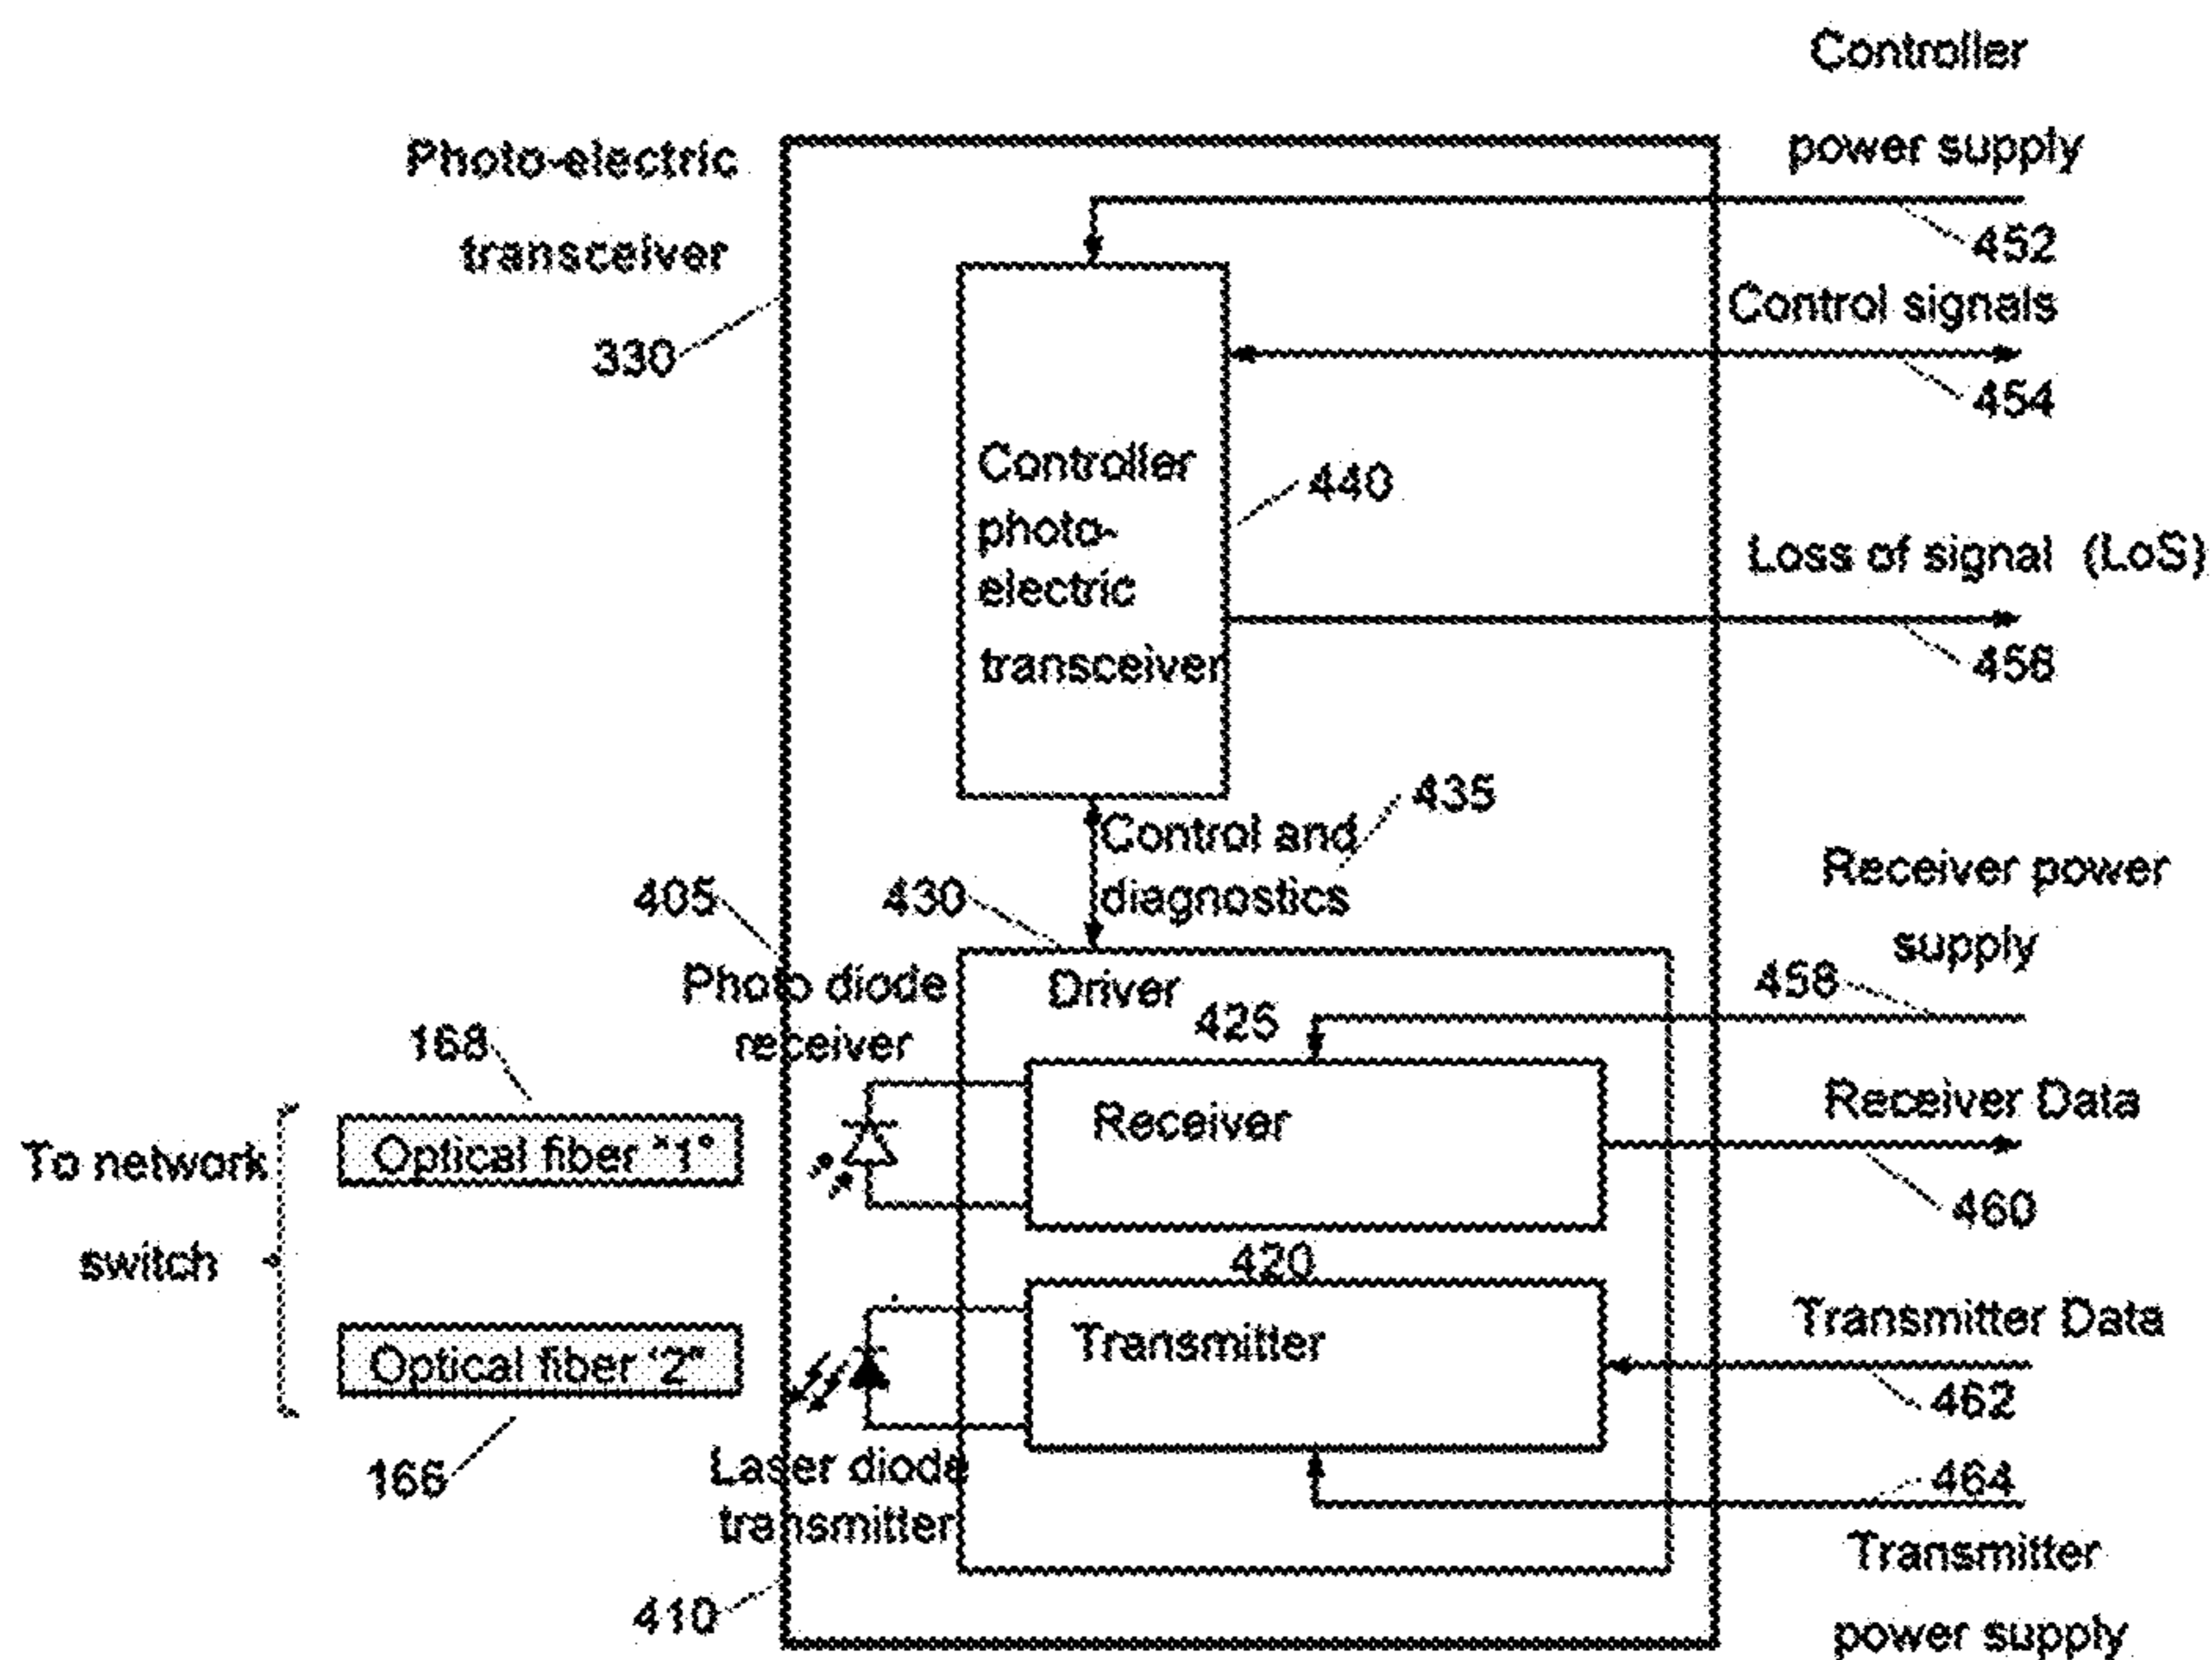 Controller
power supply
Photo-electric
transceiver
330
452
Control signals
454
Controller
photo-
electric
transceiver
440
Loss of signal (LoS)
456
435
Control and
diagnostics
405
430
Receiver power
supply
458
Photo diode
receiver
Driver
425
168
To network
switch
Optical fiber "1"
Receiver
Receiver Data
460
420
Optical fiber "2"
166
Transmitter
Transmitter Data
462
Laser diode
transmitter
464
410
Transmitter
power supply